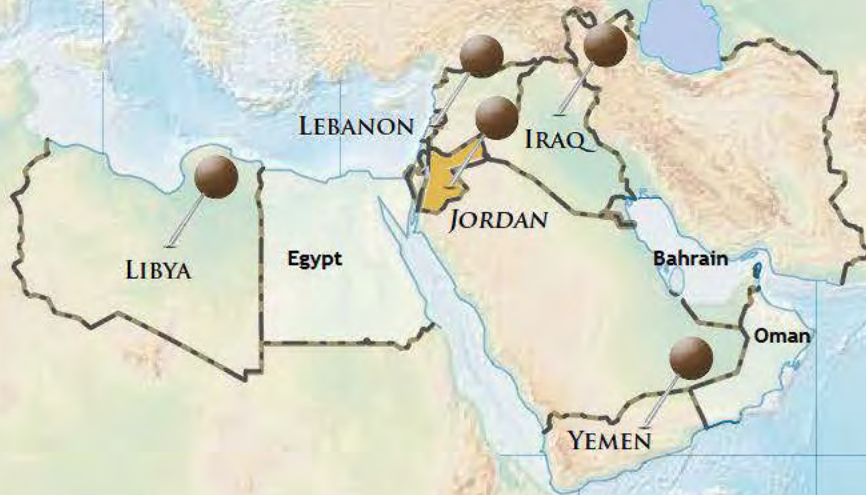 LEBANON
IRAQ
JORDAN
LIBYA
Egypt
Bahrain
Oman
YEMEN